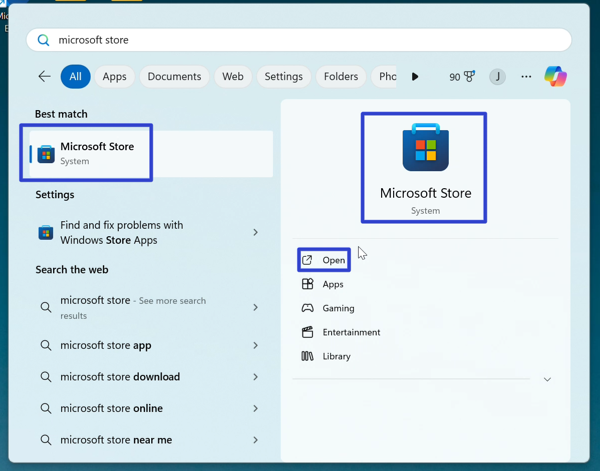 microsoft store
All
Apps
Documents
Web
Settings
Folders
Pho
90
J
Best match
Microsoft Store
System
Settings
Find and fix problems with
Windows Store Apps
Search the web
microsoft store - See more search
results
microsoft store app
microsoft store download
microsoft store online
microsoft store near me
Microsoft Store
System
Open
Apps
Gaming
Entertainment
Library